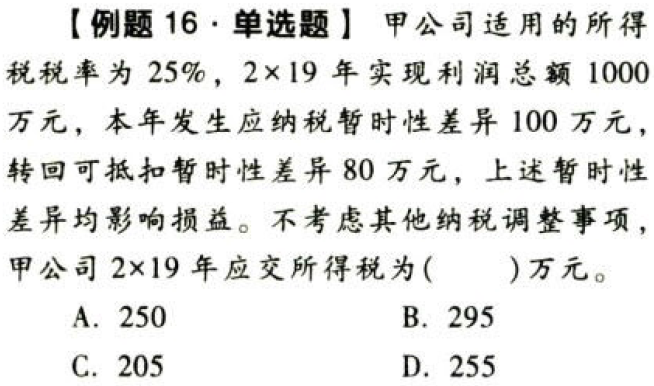 【例题 16·单选题】 甲公司适用的所得
税税率为 25%，2×19 年实现利润总额 1000
万元，本年发生应纳税暂时性差异 100 万元，
转回可抵扣暂时性差异 80 万元，上述暂时性
差异均影响损益。不考虑其他纳税调整事项，
甲公司 2×19 年应交所得税为(　　)万元。
A. 250　　B. 295
C. 205　　D. 255